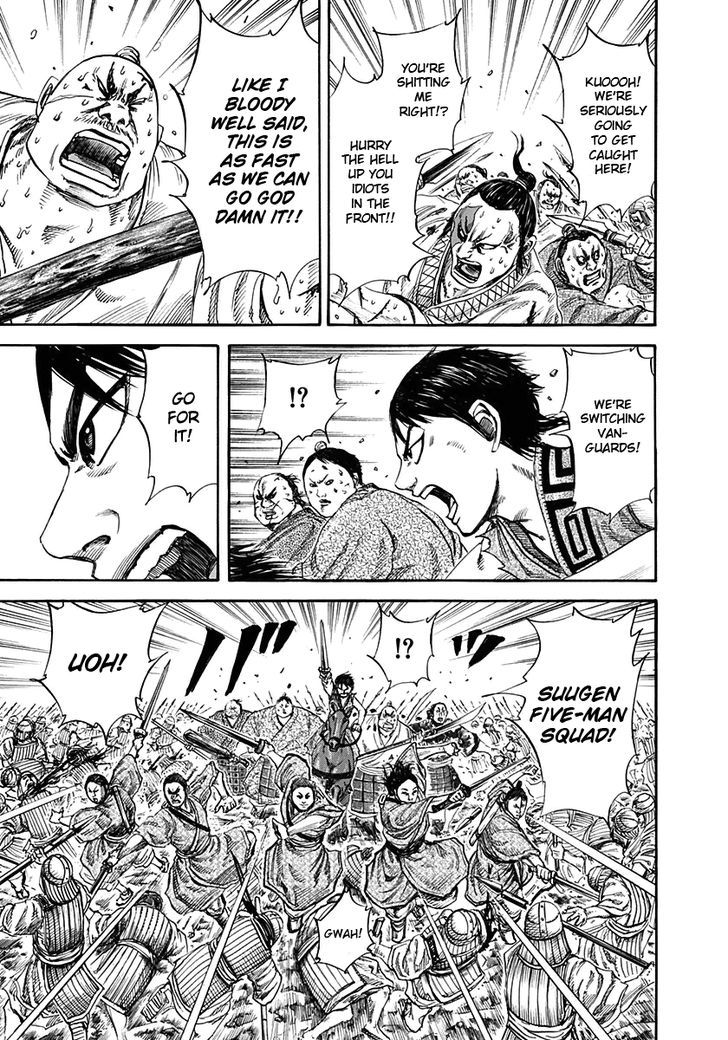 KUOOOH!
WE'RE
SERIOUSLY
GOING
TO GET
CAUGHT
HERE!
YOU'RE
SHITTING
ME
RIGHT!?
HURRY
THE HELL
UP YOU
IDIOTS
IN THE
FRONT!!
LIKE I
BLOODY
WELL SAID,
THIS IS
AS FAST
AS WE CAN
GO GOD
DAMN IT!!
WE'RE
SWITCHING
VAN-
GUARDS!
!?
GO
FOR
IT!
SUUGEN
FIVE-MAN
SQUAD!
!?
UOH!
GWAH!